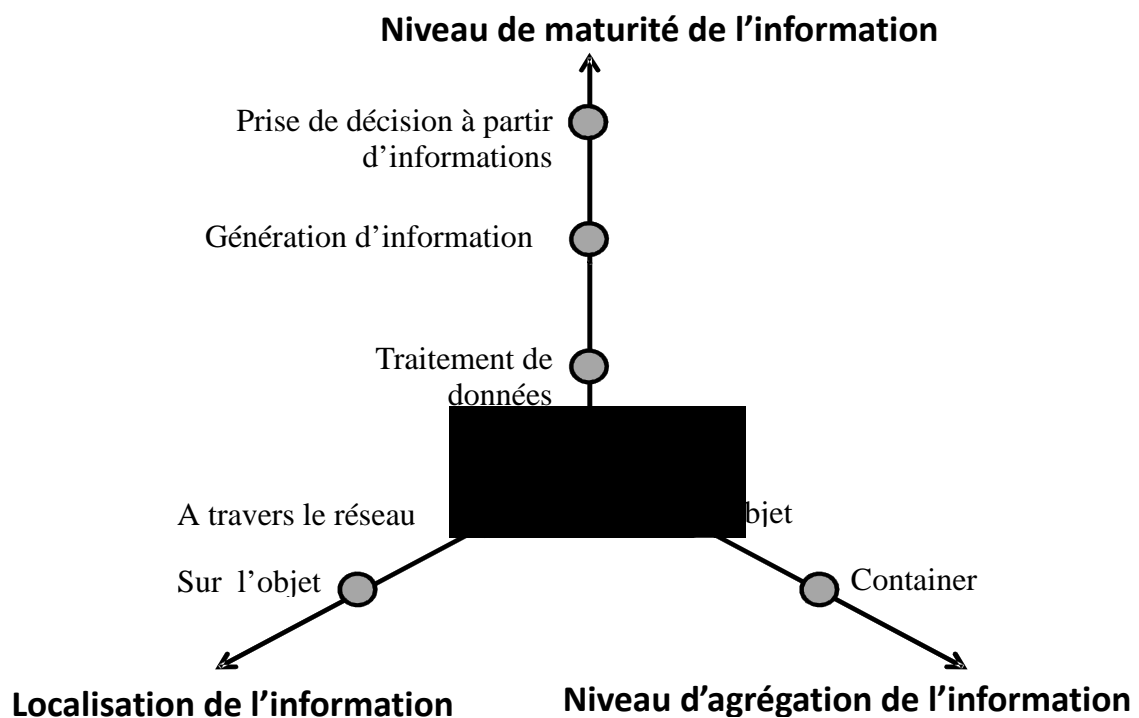 Niveau de maturité de l’information
Prise de décision à partir
d’informations
Génération d’information
Traitement de
données
A travers le réseau
Sur l’objet
Container
Localisation de l’information
Niveau d’agrégation de l’information